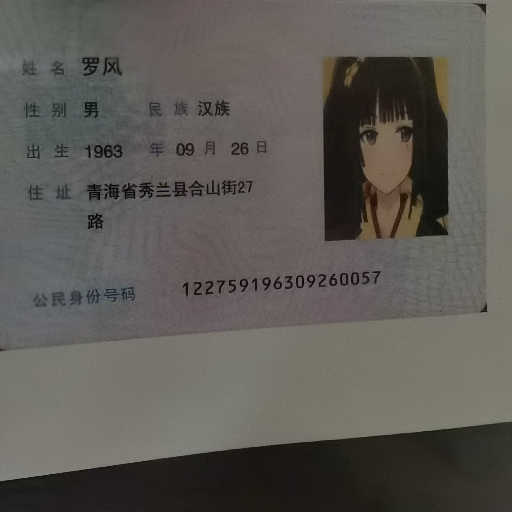 姓名 罗风
性别 男 民族 汉族
出生 1963 年 09 月 26 日
住址 青海省秀兰县合山街27
路
公民身份号码 122759196309260057